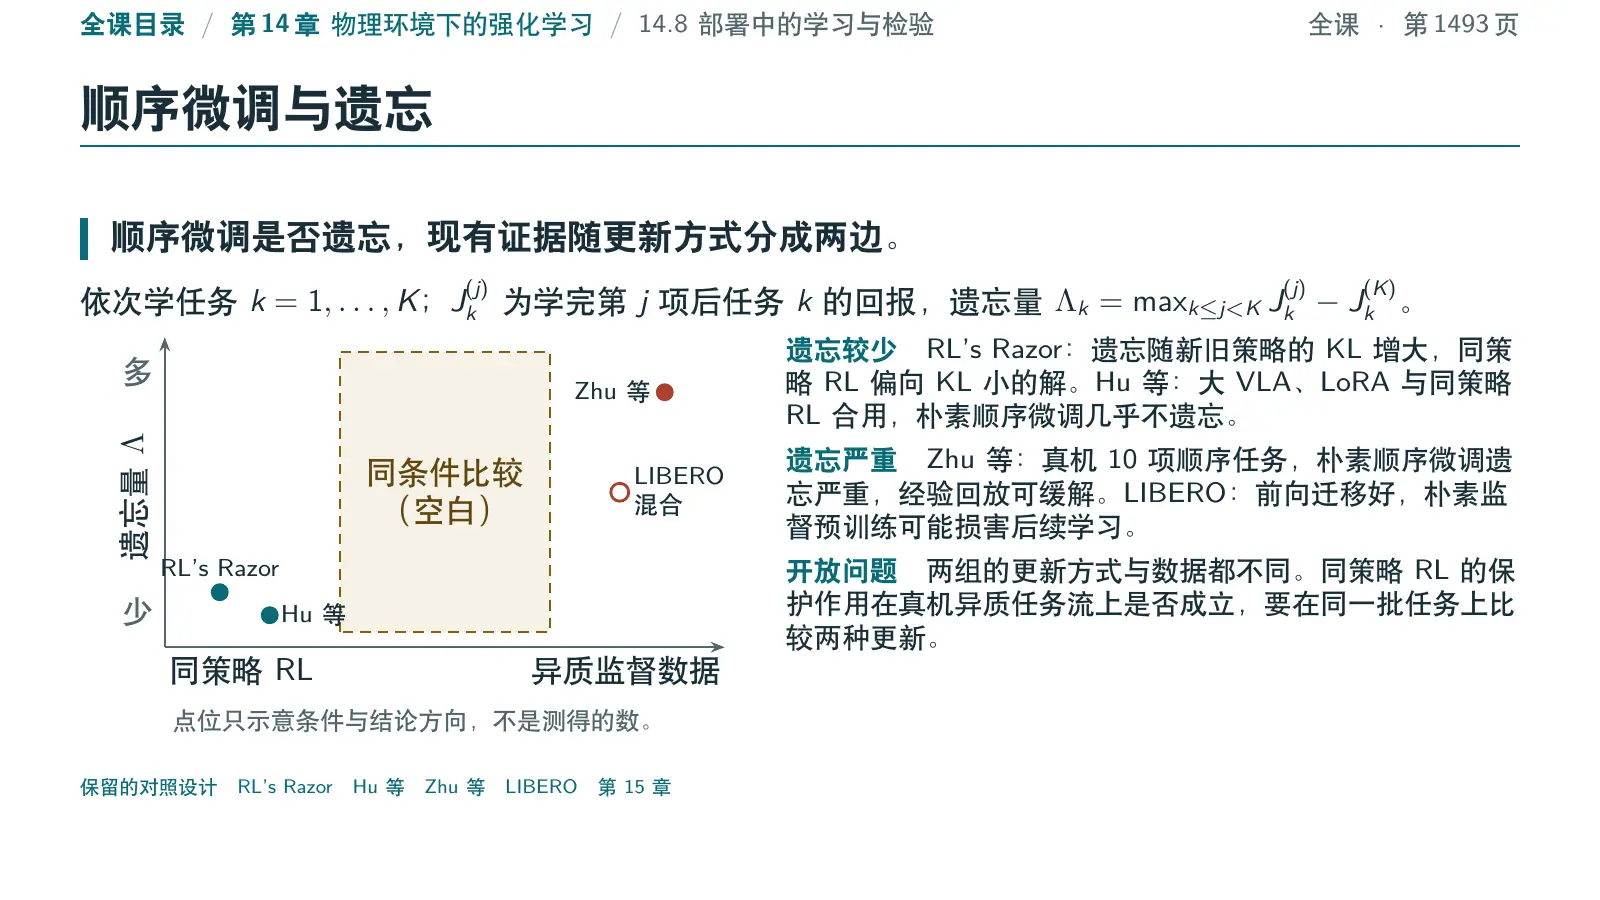 全课目录 / 第14章 物理环境下的强化学习 / 14.8 部署中的学习与检验
全课 · 第1493页
顺序微调与遗忘
顺序微调是否遗忘，现有证据随更新方式分成两边。
依次学任务 k = 1, . . . , K；J_k^{(j)} 为学完第 j 项后任务 k 的回报，遗忘量 Λ_k = max_{k≤j<K} J_k^{(j)} − J_k^{(K)}。
多
遗忘量 Λ
少
Zhu 等
LIBERO
混合
同条件比较
（空白）
RL's Razor
Hu 等
同策略 RL
异质监督数据
点位只示意条件与结论方向，不是测得的数。
遗忘较少 RL's Razor：遗忘随新旧策略的 KL 增大，同策
略 RL 偏向 KL 小的解。Hu 等：大 VLA、LoRA 与同策略
RL 合用，朴素顺序微调几乎不遗忘。
遗忘严重 Zhu 等：真机 10 项顺序任务，朴素顺序微调遗
忘严重，经验回放可缓解。LIBERO：前向迁移好，朴素监
督预训练可能损害后续学习。
开放问题 两组的更新方式与数据都不同。同策略 RL 的保
护作用在真机异质任务流上是否成立，要在同一批任务上比
较两种更新。
保留的对照设计 RL's Razor Hu 等 Zhu 等 LIBERO 第 15 章